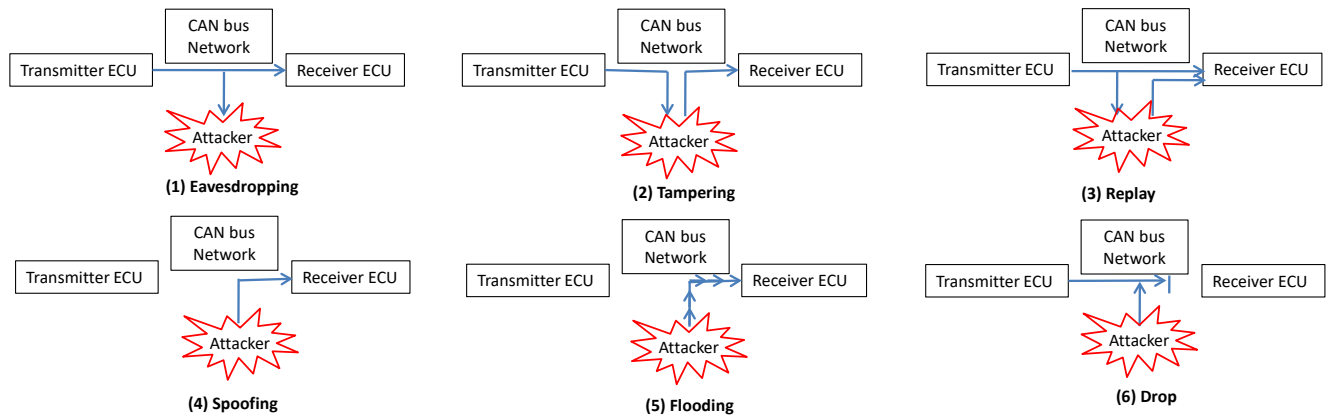 CAN bus
Network
Transmitter ECU
Receiver ECU
Attacker
(1) Eavesdropping
CAN bus
Network
Transmitter ECU
Receiver ECU
Attacker
(2) Tampering
CAN bus
Network
Transmitter ECU
Receiver ECU
Attacker
(3) Replay
CAN bus
Network
Transmitter ECU
Receiver ECU
Attacker
(4) Spoofing
CAN bus
Network
Transmitter ECU
Receiver ECU
Attacker
(5) Flooding
CAN bus
Network
Transmitter ECU
Receiver ECU
Attacker
(6) Drop